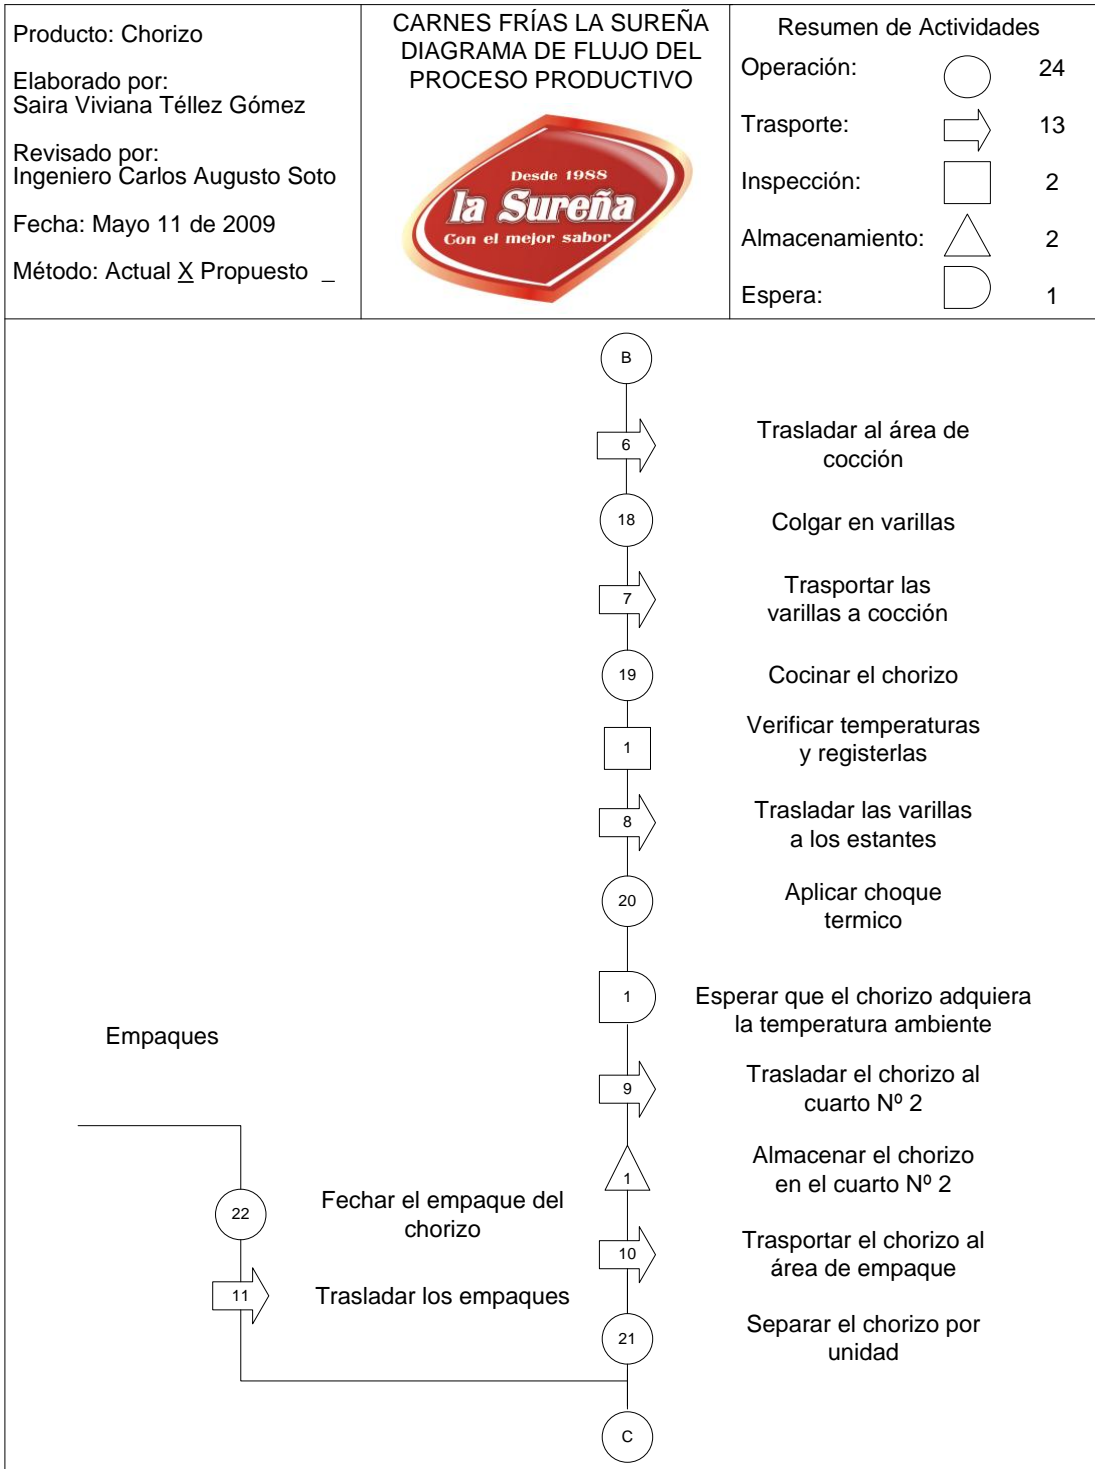 Producto: Chorizo
Elaborado por:
Saira Viviana Téllez Gómez
Revisado por:
Ingeniero Carlos Augusto Soto
Fecha: Mayo 11 de 2009
Método: Actual X Propuesto _
CARNES FRÍAS LA SUREÑA
DIAGRAMA DE FLUJO DEL
PROCESO PRODUCTIVO
Desde 1988
la Sureña
Con el mejor sabor
Resumen de Actividades
Operación: 24
Trasporte: 13
Inspección: 2
Almacenamiento: 2
Espera: 1
B
6
Trasladar al área de
cocción
18
Colgar en varillas
7
Trasportar las
varillas a cocción
19
Cocinar el chorizo
1
Verificar temperaturas
y registerlas
8
Trasladar las varillas
a los estantes
20
Aplicar choque
termico
1
Esperar que el chorizo adquiera
la temperatura ambiente
9
Trasladar el chorizo al
cuarto Nº 2
1
Almacenar el chorizo
en el cuarto Nº 2
10
Trasportar el chorizo al
área de empaque
21
Separar el chorizo por
unidad
Empaques
22
Fechar el empaque del
chorizo
11
Trasladar los empaques
C